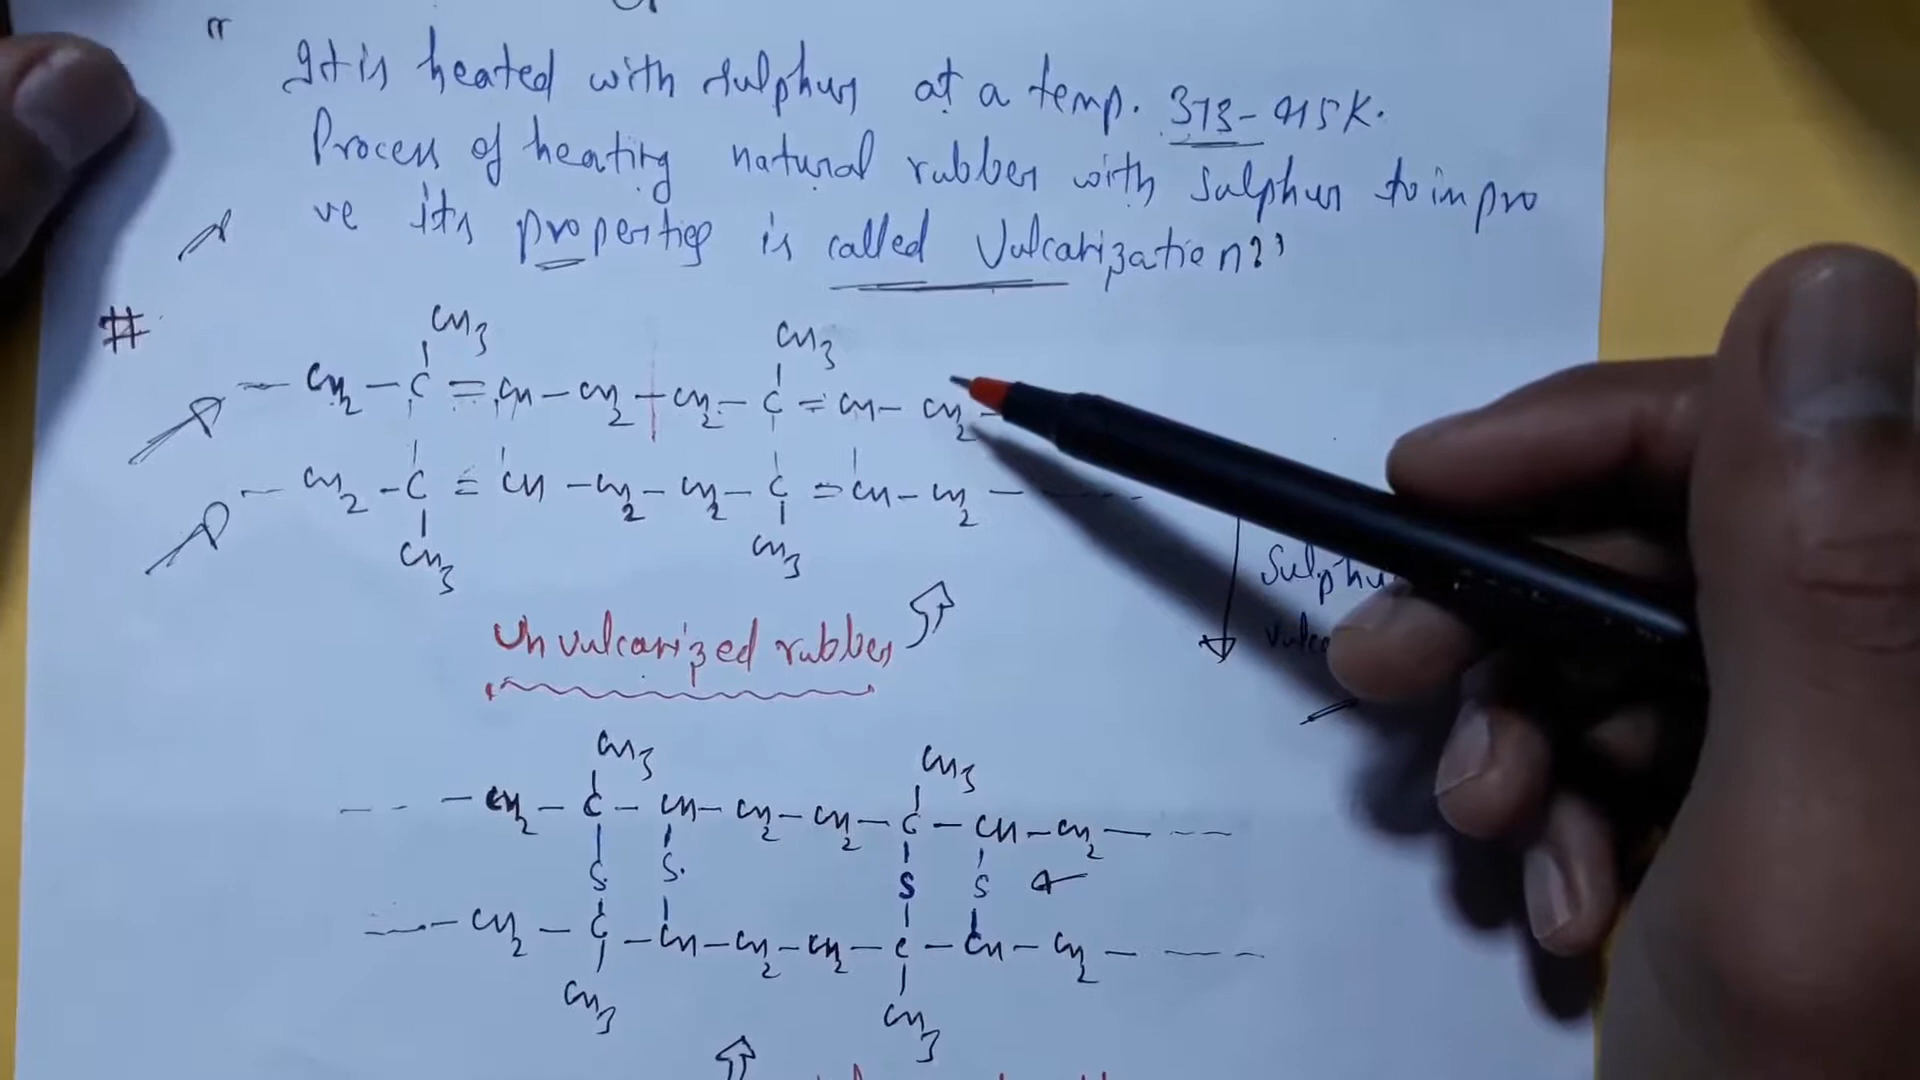 It is heated with sulphur at a temp. 373-415K.
Process of heating natural rubber with sulphur to impro
ve its properties is called Vulcanization"
#
CH3 CH3
-- CH2 - C = CH - CH2 - CH2 - C = CH - CH2 -
- CH2 - C = CH - CH2 - CH2 - C = CH - CH2 - ---
CH3 CH3
Sulphu
vulca
Unvulcanized rubber
CH3 CH3
-- - CH2 - C - CH - CH2 - CH2 - C - CH - CH2 - ---
S S S S
-- - CH2 - C - CH - CH2 - CH2 - C - CH - CH2 - ---
CH3 CH3